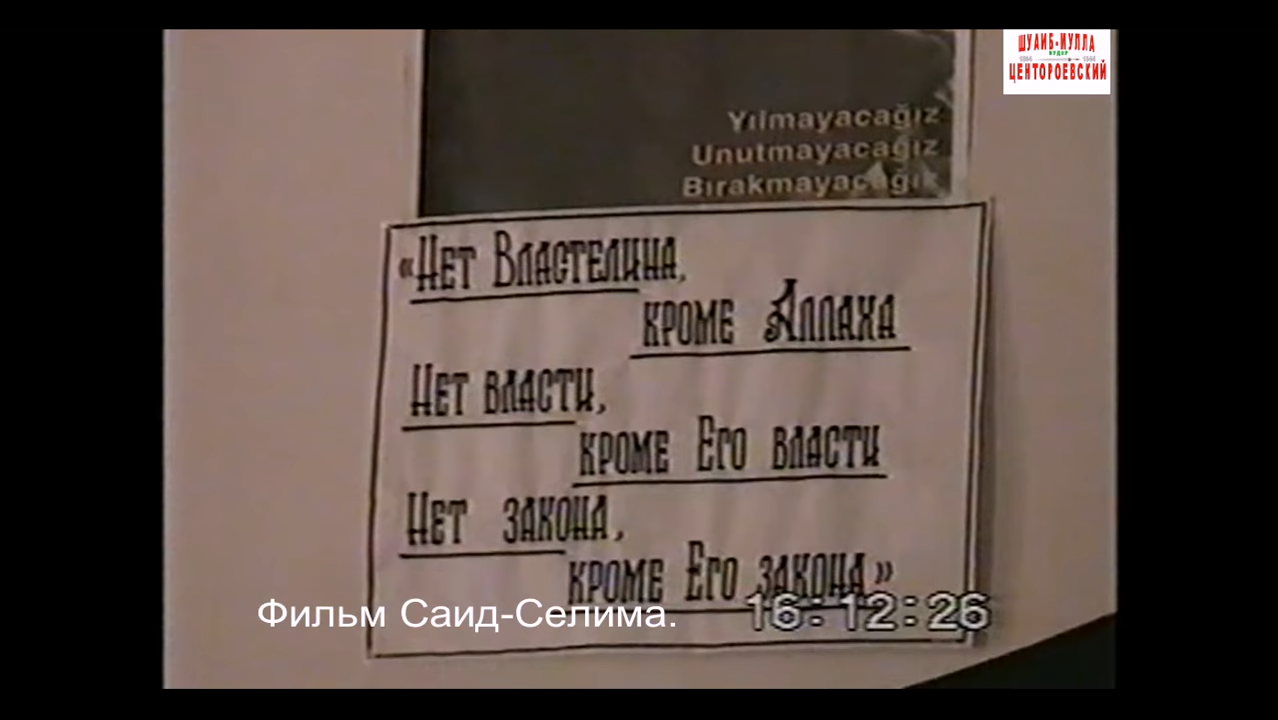 ШУАИБ-МУЛЛА
ЦЕНТОРОЕВСКИЙ
Yılmayacağız
Unutmayacağız
Bırakmayacağız
«Нет Властелина,
кроме Аллаха
Нет власти,
кроме Его власти
Нет закона,
кроме Его закона»
Фильм Саид-Селима.
16:12:26